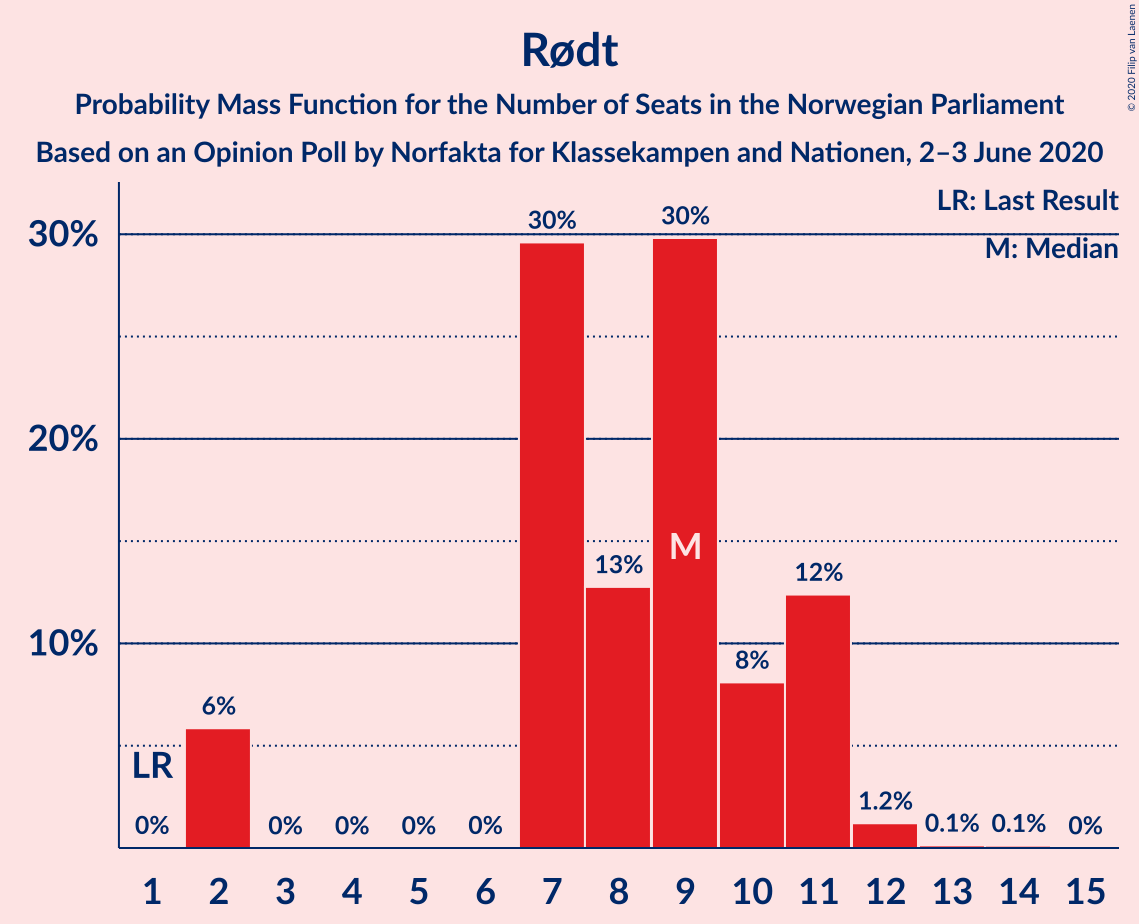 Rødt
Probability Mass Function for the Number of Seats in the Norwegian Parliament
Based on an Opinion Poll by Norfakta for Klassekampen and Nationen, 2–3 June 2020
© 2020 Filip van Laenen
LR: Last Result
M: Median
30%
20%
10%
0%
LR
6%
0%
0%
0%
0%
30%
13%
30%
M
8%
12%
1.2%
0.1%
0.1%
0%
1 2 3 4 5 6 7 8 9 10 11 12 13 14 15